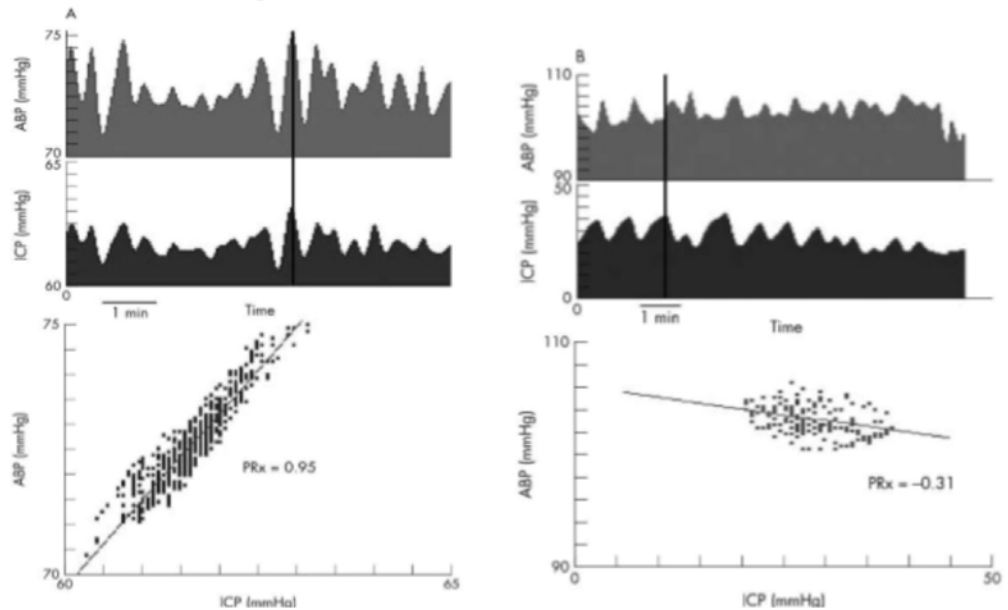 A
75
ABP (mmHg)
70
65
ICP (mmHg)
60
0
1 min
Time
75
ABP (mmHg)
PRx = 0.95
70
60
65
ICP (mmHg)
B
110
ABP (mmHg)
90
50
ICP (mmHg)
0
0
1 min
Time
110
ABP (mmHg)
PRx = –0.31
90
0
50
ICP (mmHg)